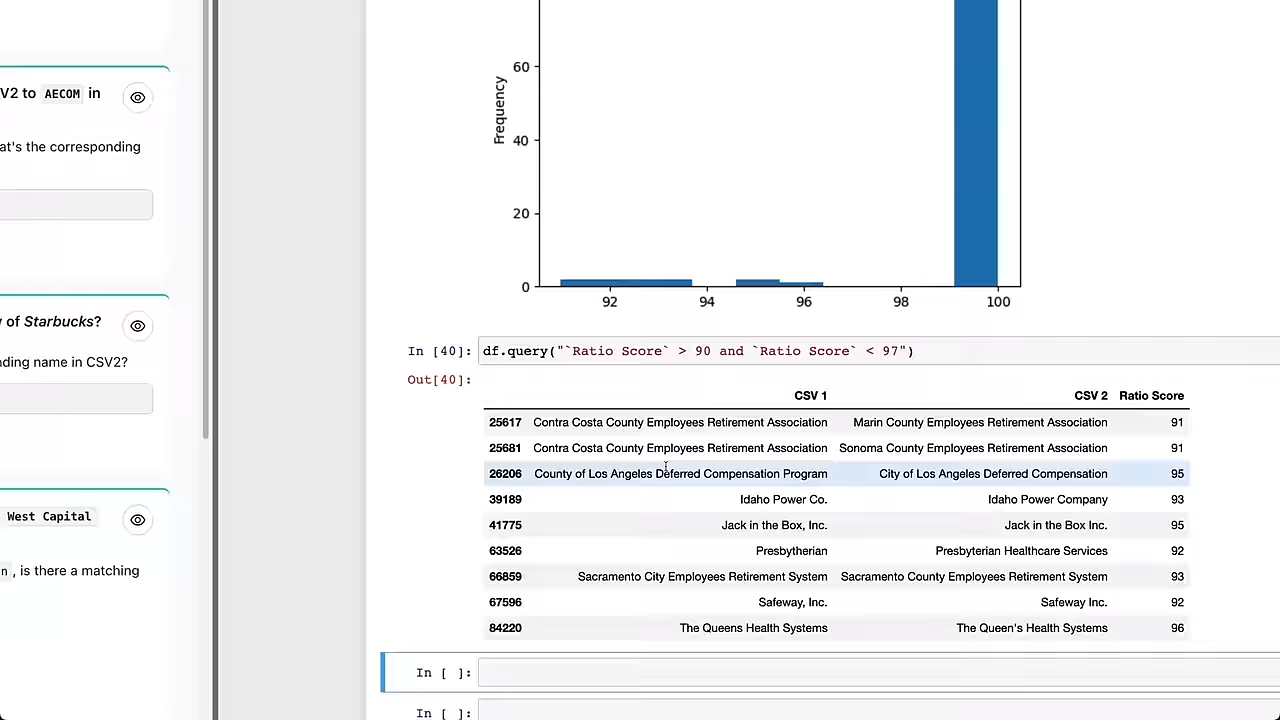 V2 to AECOM in
at's the corresponding
y of Starbucks?
nding name in CSV2?
West Capital
n, is there a matching
Frequency
60
40
20
0
92 94 96 98 100
In [40]: df.query("`Ratio Score` > 90 and `Ratio Score` < 97")
Out[40]:
CSV 1 CSV 2 Ratio Score
25617 Contra Costa County Employees Retirement Association Marin County Employees Retirement Association 91
25681 Contra Costa County Employees Retirement Association Sonoma County Employees Retirement Association 91
26206 County of Los Angeles Deferred Compensation Program City of Los Angeles Deferred Compensation 95
39189 Idaho Power Co. Idaho Power Company 93
41775 Jack in the Box, Inc. Jack in the Box Inc. 95
63526 Presbytherian Presbyterian Healthcare Services 92
66859 Sacramento City Employees Retirement System Sacramento County Employees Retirement System 93
67596 Safeway, Inc. Safeway Inc. 92
84220 The Queens Health Systems The Queen's Health Systems 96
In [ ]:
In [ ]: